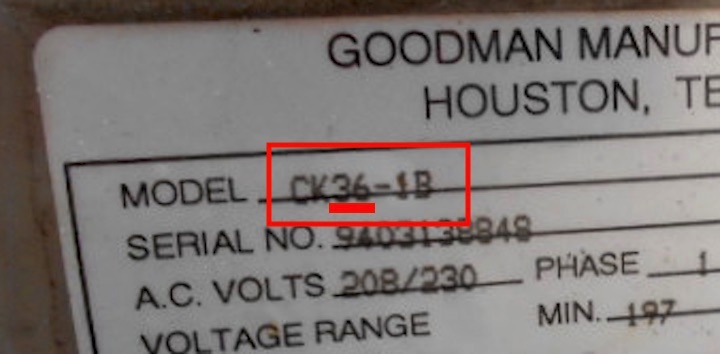 GOODMAN MANUF
HOUSTON, TE
MODEL CK36-1B
SERIAL NO. 9403138848
A.C. VOLTS 208/230 PHASE 1
VOLTAGE RANGE MIN. 197